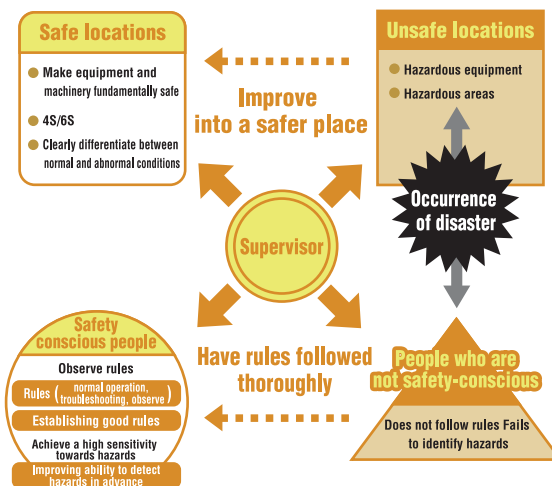 Safe locations
Make equipment and
machinery fundamentally safe
4S/6S
Clearly differentiate between
normal and abnormal conditions
Improve
into a safer place
Unsafe locations
Hazardous equipment
Hazardous areas
Occurrence
of disaster
Supervisor
Safety
conscious people
Observe rules
Rules (normal operation,
troubleshooting, observe)
Establishing good rules
Achieve a high sensitivity
towards hazards
Improving ability to detect
hazards in advance
Have rules followed
thoroughly
People who are
not safety-conscious
Does not follow rules Fails
to identify hazards